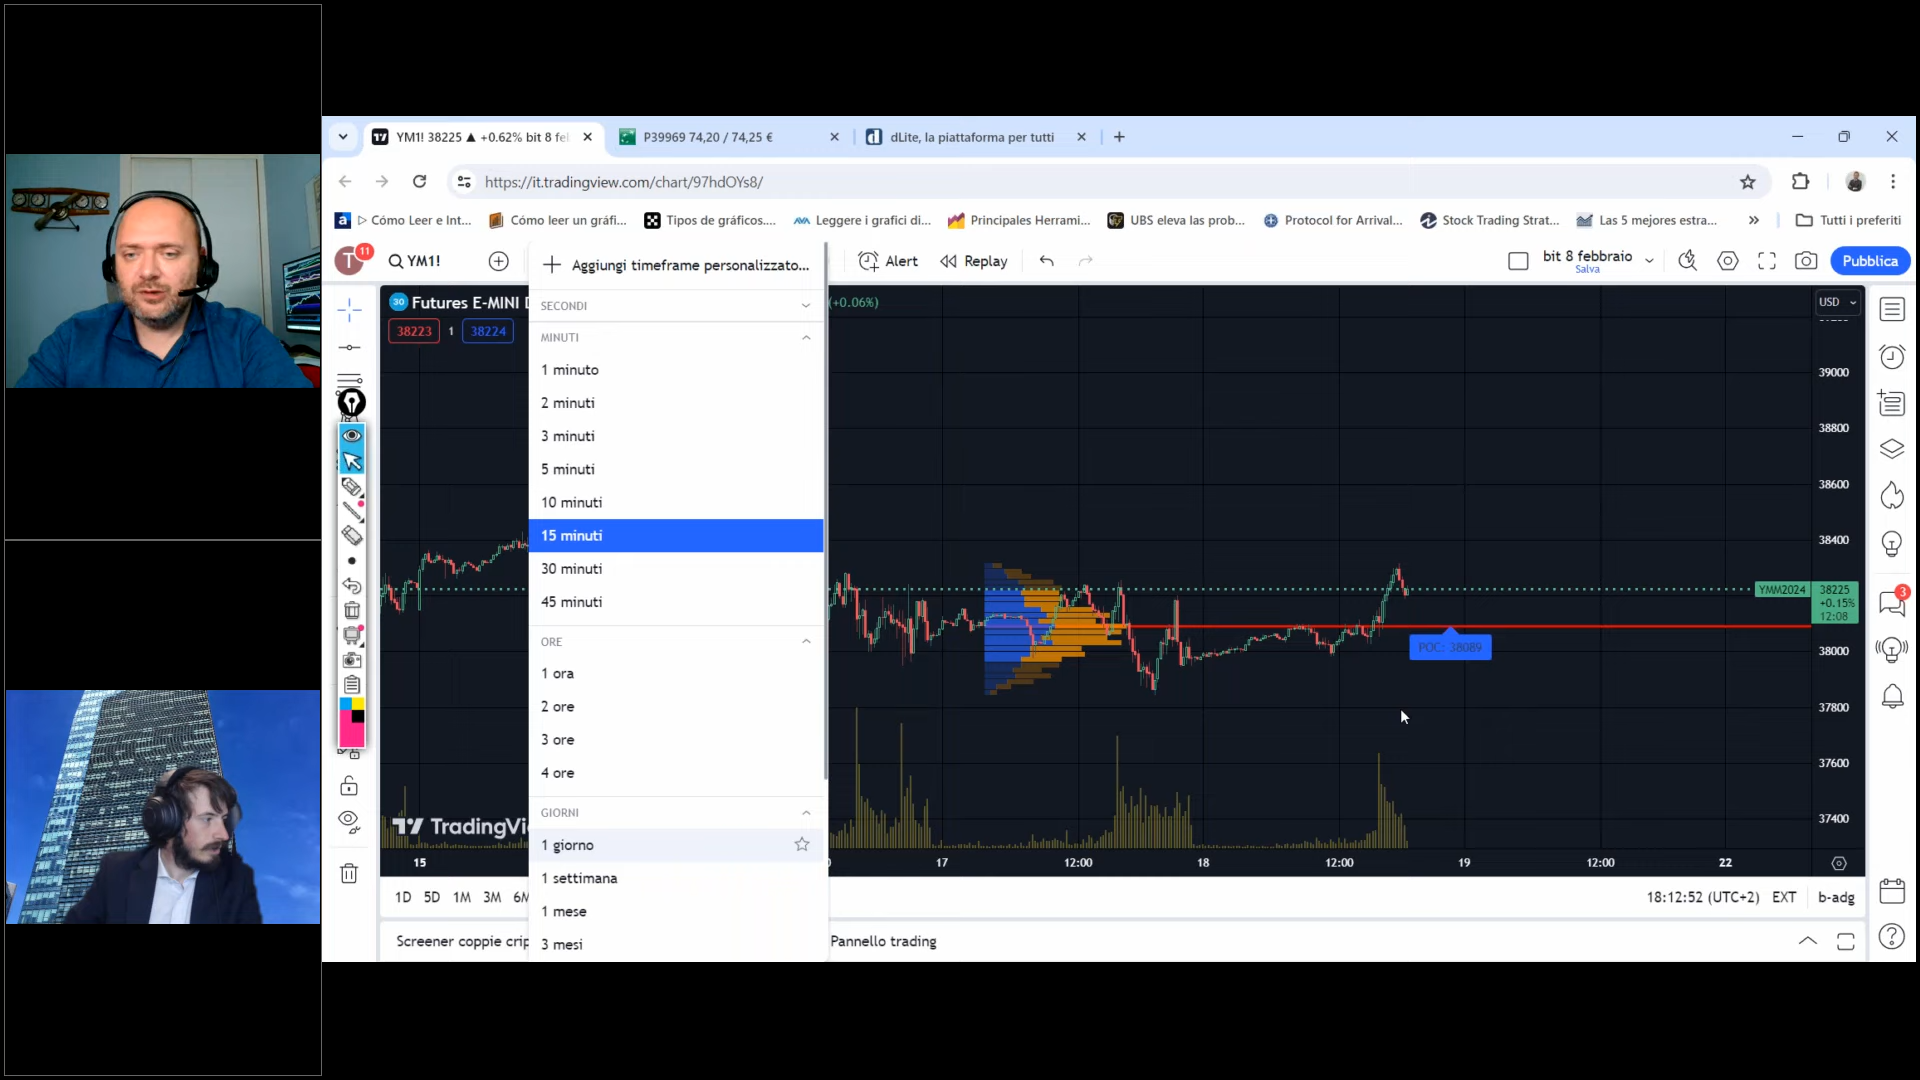 YM1! 38225 ▲ +0.62% bit 8 fe
P39969 74,20 / 74,25 €
dLite, la piattaforma per tutti
https://it.tradingview.com/chart/97hdOYs8/
▷ Cómo Leer e Int...
Cómo leer un gráfi...
Tipos de gráficos....
Leggere i grafici di...
Principales Herrami...
UBS eleva las prob...
Protocol for Arrival...
Stock Trading Strat...
Las 5 mejores estra...
Tutti i preferiti
T
11
YM1!
Alert
Replay
bit 8 febbraio
Salva
Pubblica
30 Futures E-MINI D
(+0.06%)
38223
1
38224
Aggiungi timeframe personalizzato...
SECONDI
MINUTI
1 minuto
2 minuti
3 minuti
5 minuti
10 minuti
15 minuti
30 minuti
45 minuti
ORE
1 ora
2 ore
3 ore
4 ore
GIORNI
1 giorno
1 settimana
1 mese
3 mesi
USD
39000
38800
38600
38400
YMM2024
38225
+0.15%
12:08
POC: 38089
38000
37800
37600
37400
3
TradingVi
15
17
12:00
18
12:00
19
12:00
22
1D
5D
1M
3M
6M
18:12:52 (UTC+2)
EXT
b-adg
Screener coppie crip
Pannello trading